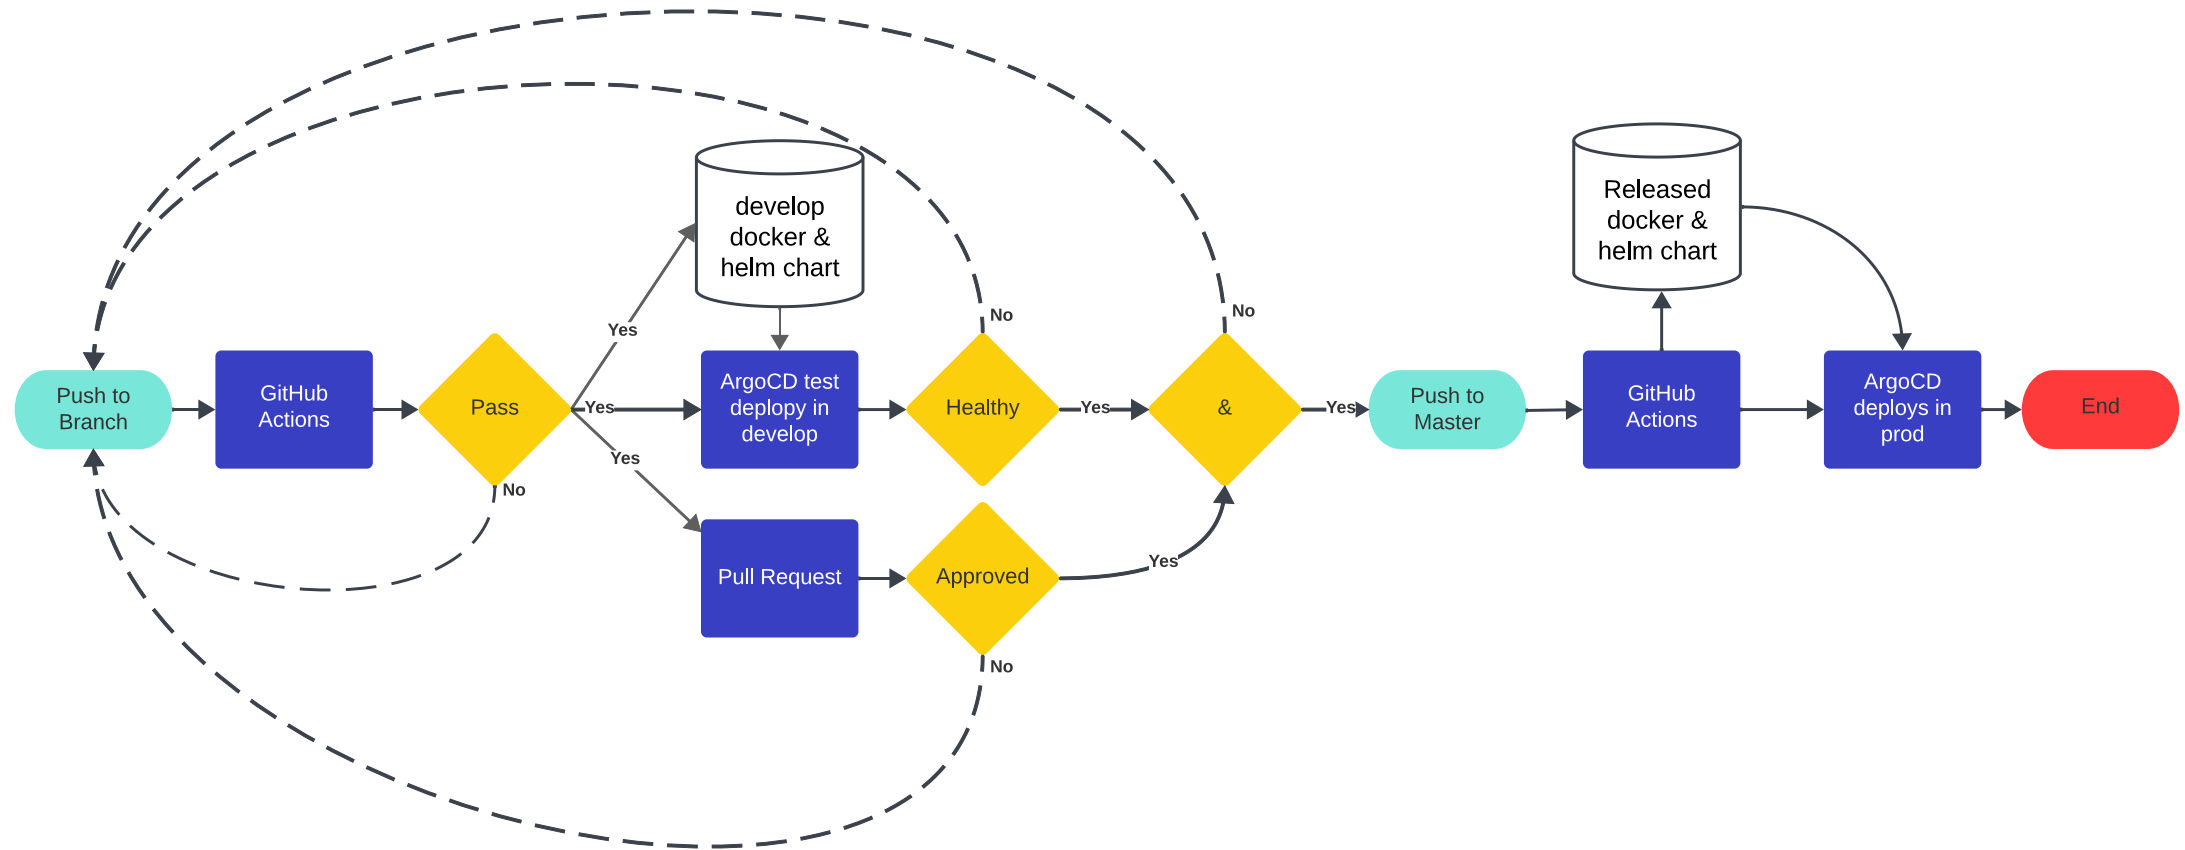 Push to
Branch
GitHub
Actions
Pass
No
Yes
Yes
Yes
develop
docker &
helm chart
ArgoCD test
deplopy in
develop
Pull Request
Healthy
No
Yes
Approved
No
Yes
&
No
Yes
Push to
Master
GitHub
Actions
Released
docker &
helm chart
ArgoCD
deploys in
prod
End